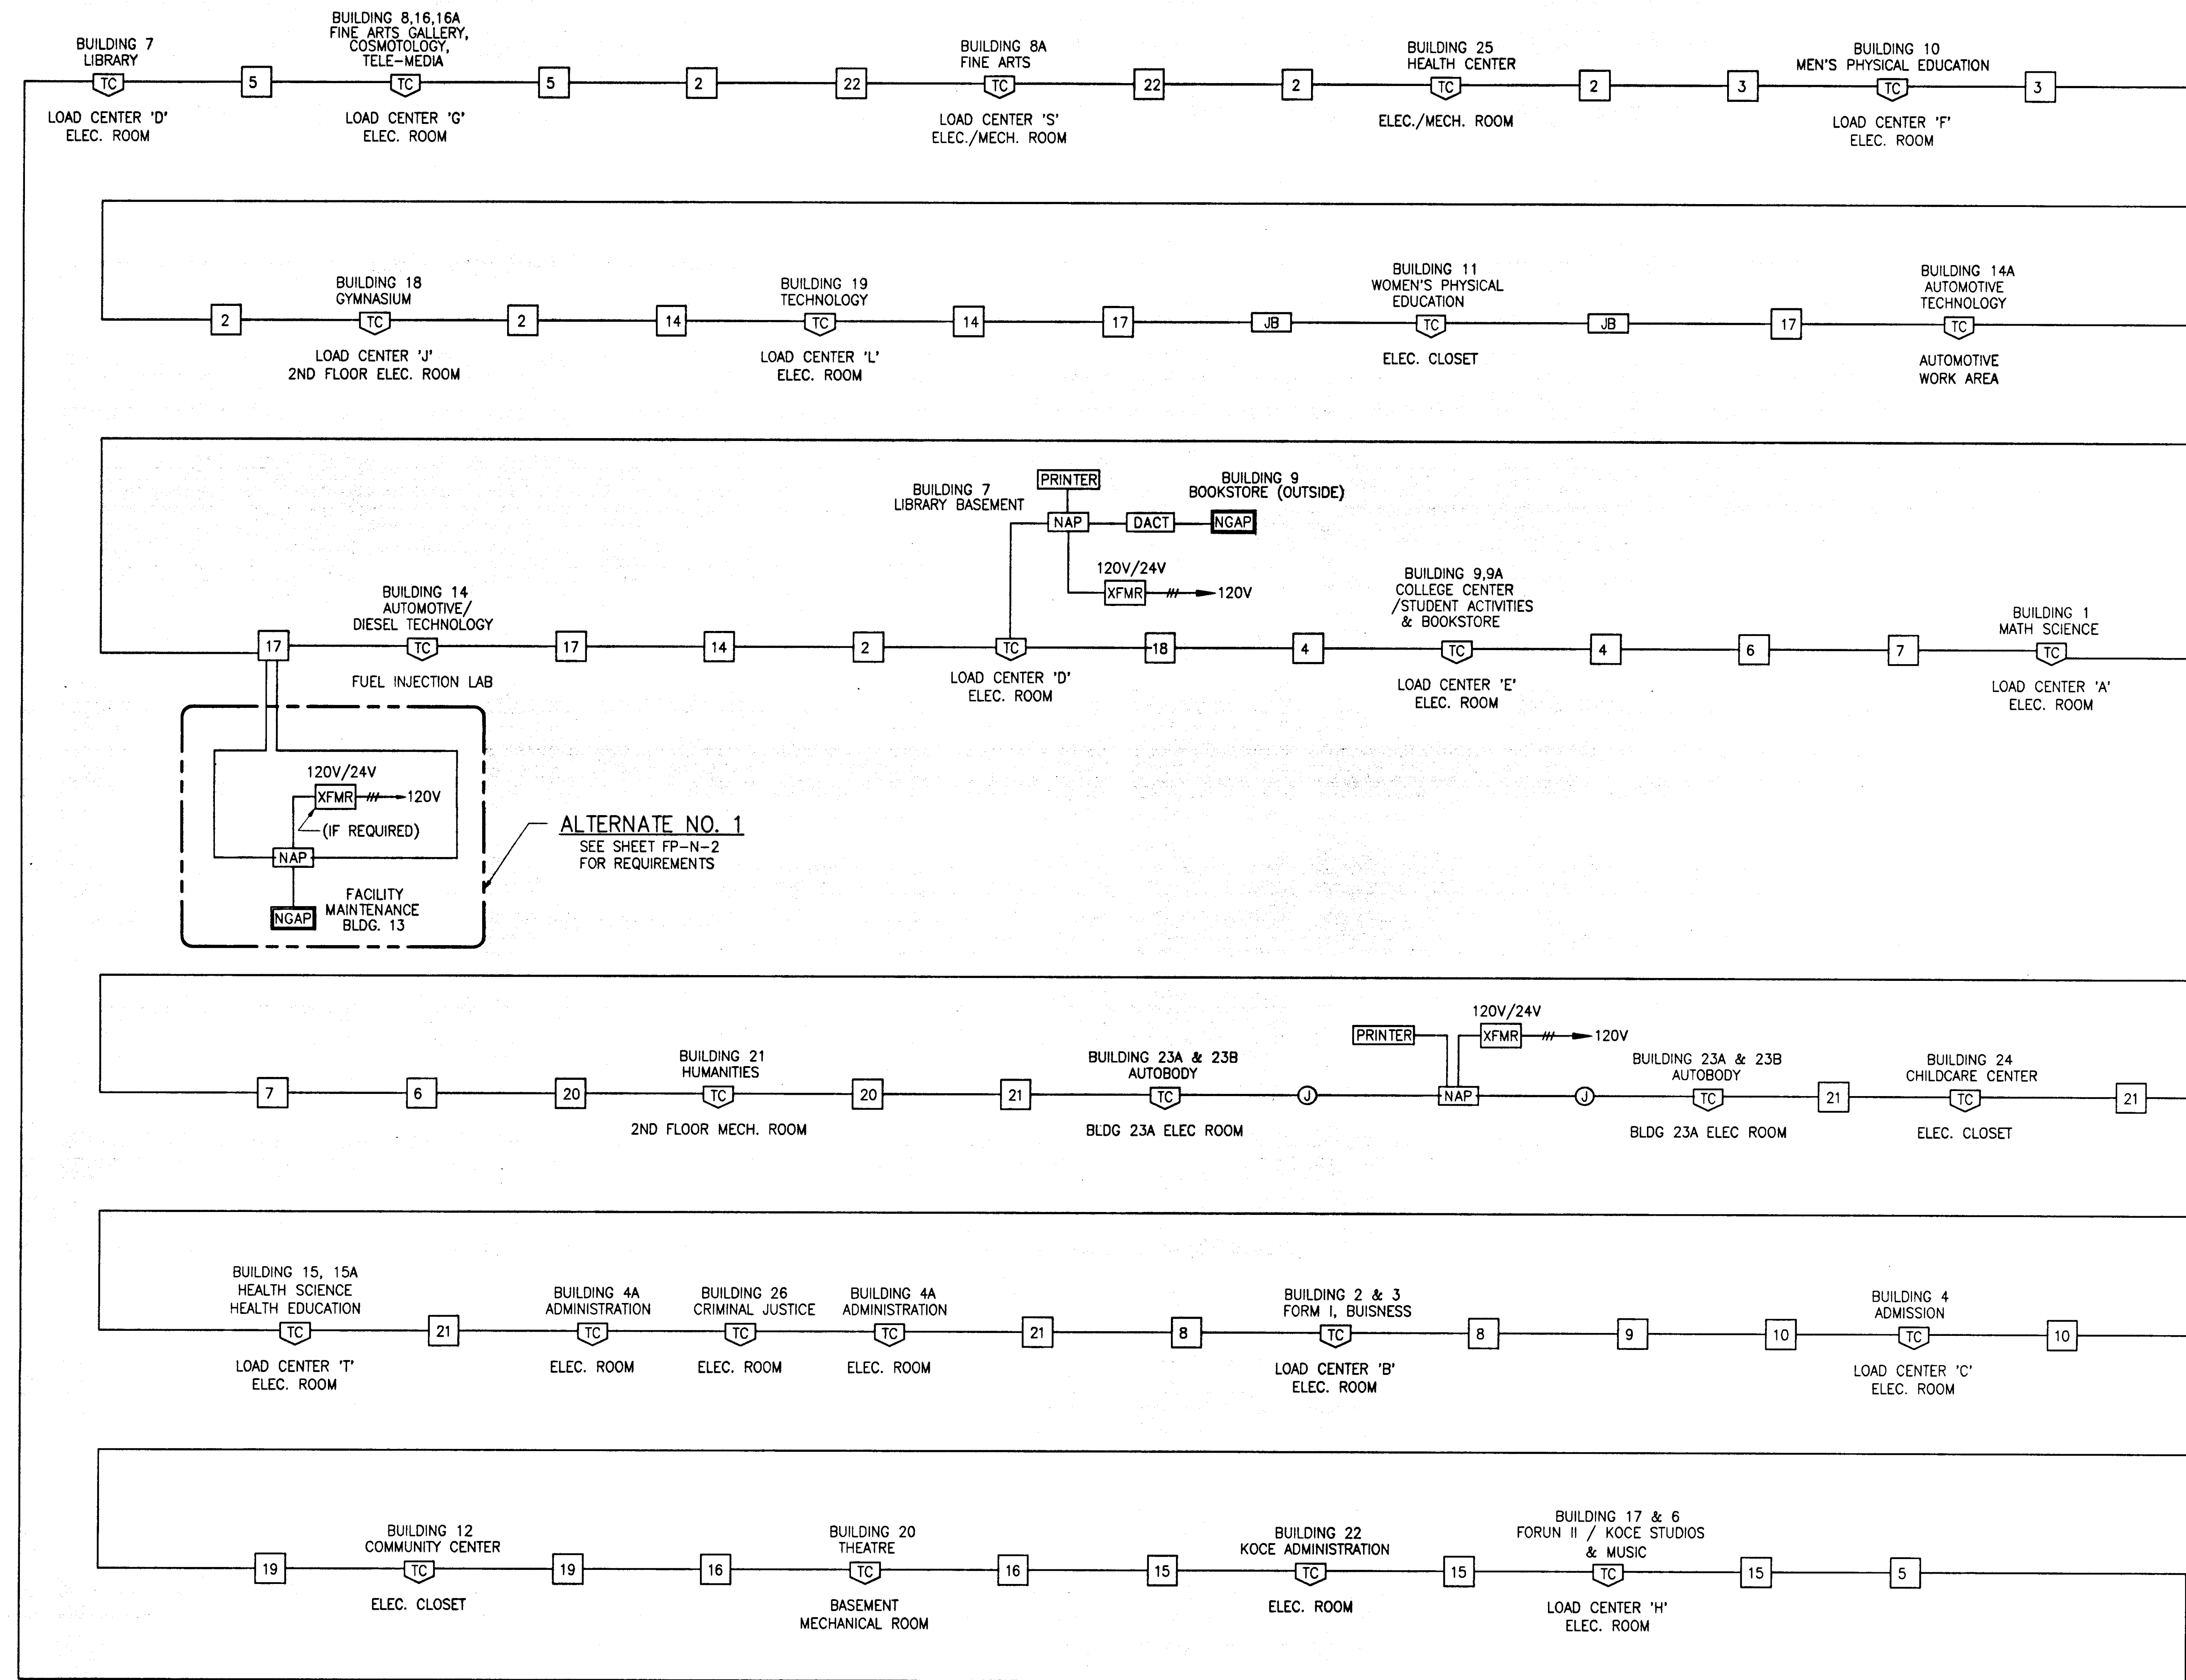 BUILDING 7
LIBRARY
TC
LOAD CENTER 'D'
ELEC. ROOM
5
BUILDING 8,16,16A
FINE ARTS GALLERY,
COSMOTOLOGY,
TELE-MEDIA
TC
LOAD CENTER 'G'
ELEC. ROOM
5
2
22
BUILDING 8A
FINE ARTS
TC
LOAD CENTER 'S'
ELEC./MECH. ROOM
22
2
BUILDING 25
HEALTH CENTER
TC
ELEC./MECH. ROOM
2
3
BUILDING 10
MEN'S PHYSICAL EDUCATION
TC
LOAD CENTER 'F'
ELEC. ROOM
3
2
BUILDING 18
GYMNASIUM
TC
LOAD CENTER 'J'
2ND FLOOR ELEC. ROOM
2
14
BUILDING 19
TECHNOLOGY
TC
LOAD CENTER 'L'
ELEC. ROOM
14
17
JB
BUILDING 11
WOMEN'S PHYSICAL
EDUCATION
TC
ELEC. CLOSET
JB
17
BUILDING 14A
AUTOMOTIVE
TECHNOLOGY
TC
AUTOMOTIVE
WORK AREA
BUILDING 7
LIBRARY BASEMENT
PRINTER
NAP
DACT
BUILDING 9
BOOKSTORE (OUTSIDE)
NGAP
120V/24V
XFMR
120V
17
BUILDING 14
AUTOMOTIVE/
DIESEL TECHNOLOGY
TC
FUEL INJECTION LAB
17
14
2
TC
LOAD CENTER 'D'
ELEC. ROOM
18
4
BUILDING 9,9A
COLLEGE CENTER
/STUDENT ACTIVITIES
& BOOKSTORE
TC
LOAD CENTER 'E'
ELEC. ROOM
4
6
7
BUILDING 1
MATH SCIENCE
TC
LOAD CENTER 'A'
ELEC. ROOM
120V/24V
XFMR
120V
(IF REQUIRED)
NAP
NGAP
FACILITY
MAINTENANCE
BLDG. 13
ALTERNATE NO. 1
SEE SHEET FP-N-2
FOR REQUIREMENTS
7
6
20
BUILDING 21
HUMANITIES
TC
2ND FLOOR MECH. ROOM
20
21
BUILDING 23A & 23B
AUTOBODY
TC
BLDG 23A ELEC ROOM
J
PRINTER
120V/24V
XFMR
120V
NAP
J
BUILDING 23A & 23B
AUTOBODY
TC
BLDG 23A ELEC ROOM
21
BUILDING 24
CHILDCARE CENTER
TC
ELEC. CLOSET
21
BUILDING 15, 15A
HEALTH SCIENCE
HEALTH EDUCATION
TC
LOAD CENTER 'T'
ELEC. ROOM
21
BUILDING 4A
ADMINISTRATION
TC
ELEC. ROOM
BUILDING 26
CRIMINAL JUSTICE
TC
ELEC. ROOM
BUILDING 4A
ADMINISTRATION
TC
ELEC. ROOM
21
8
BUILDING 2 & 3
FORM I, BUISNESS
TC
LOAD CENTER 'B'
ELEC. ROOM
8
9
10
BUILDING 4
ADMISSION
TC
LOAD CENTER 'C'
ELEC. ROOM
10
19
BUILDING 12
COMMUNITY CENTER
TC
ELEC. CLOSET
19
16
BUILDING 20
THEATRE
TC
BASEMENT
MECHANICAL ROOM
16
15
BUILDING 22
KOCE ADMINISTRATION
TC
ELEC. ROOM
15
BUILDING 17 & 6
FORUN II / KOCE STUDIOS
& MUSIC
TC
LOAD CENTER 'H'
ELEC. ROOM
15
5